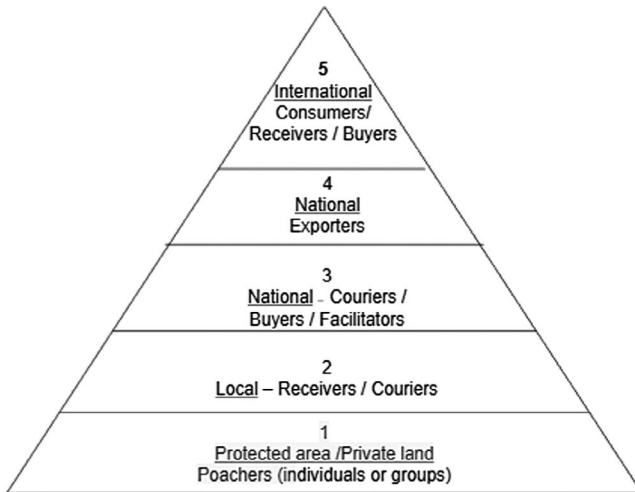 5
International
Consumers/
Receivers / Buyers
4
National
Exporters
3
National - Couriers /
Buyers / Facilitators
2
Local – Receivers / Couriers
1
Protected area /Private land
Poachers (individuals or groups)